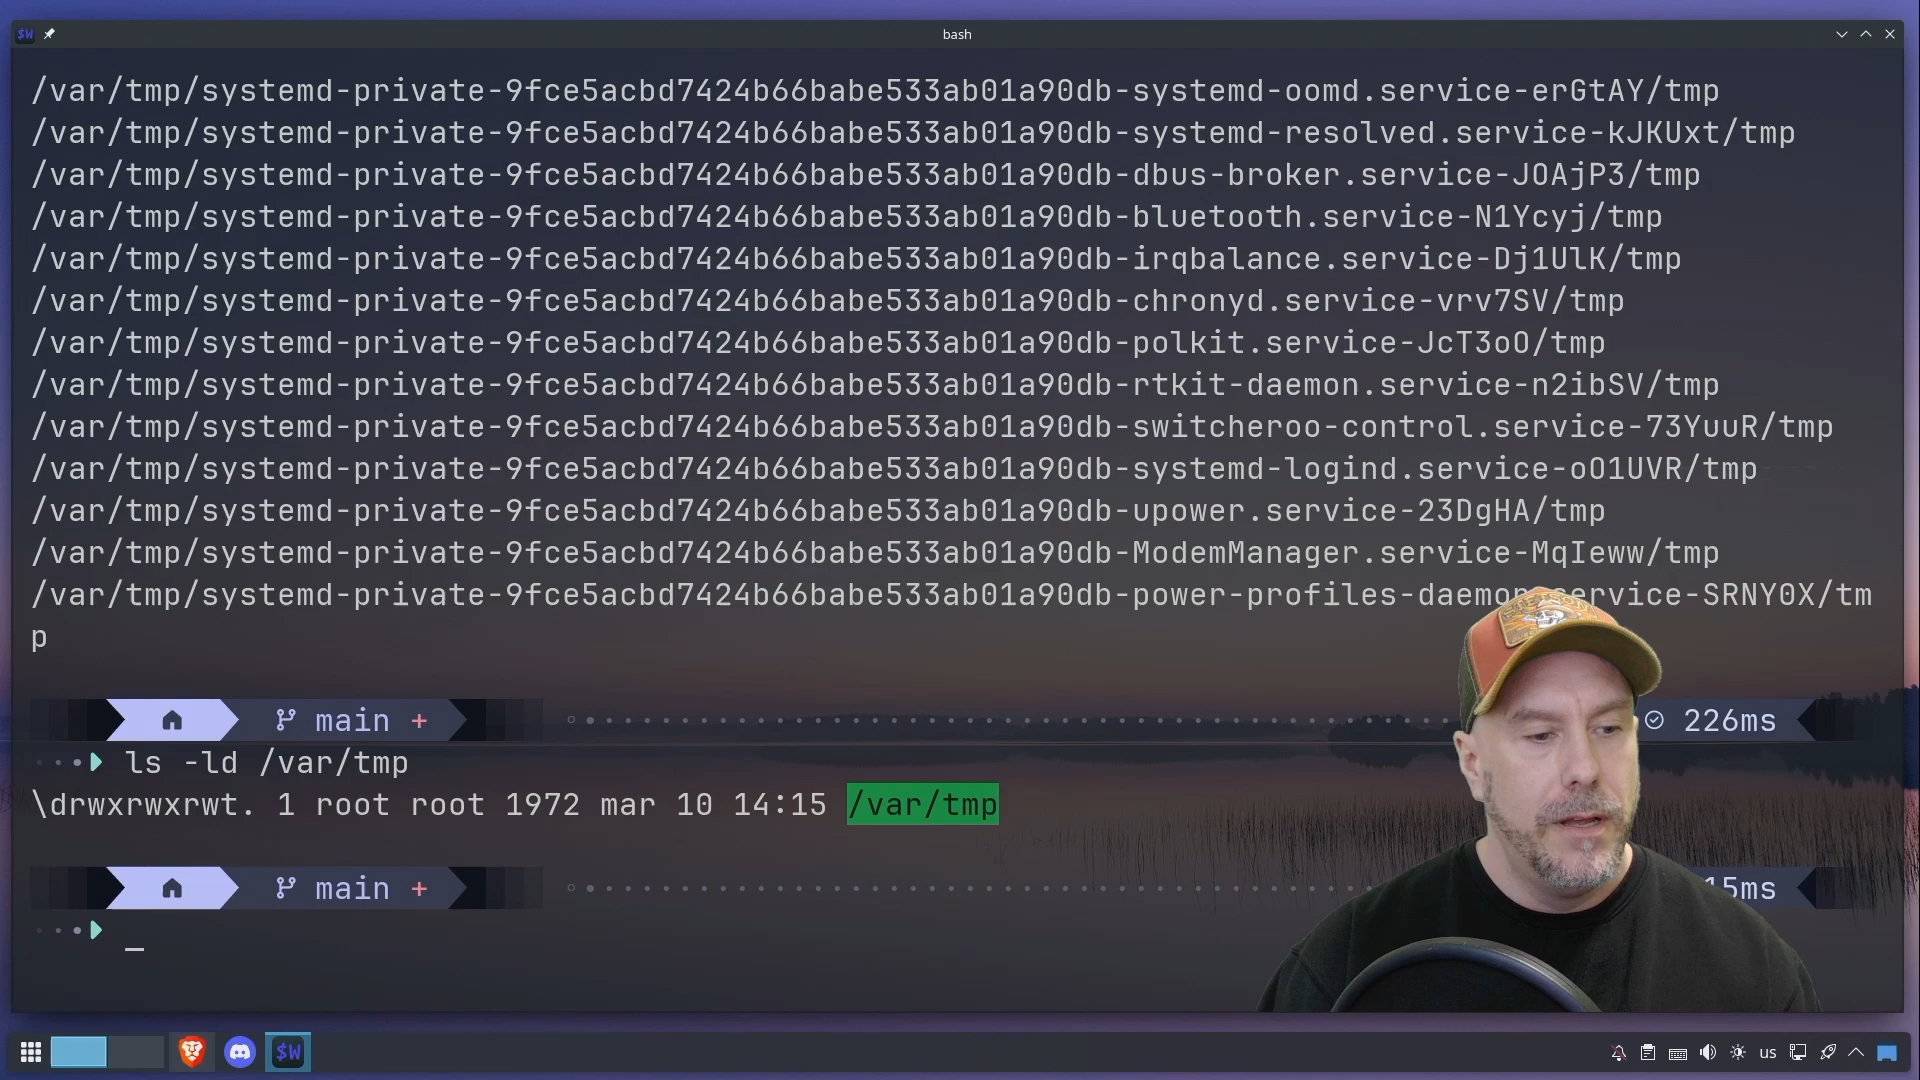 $W
bash
/var/tmp/systemd-private-9fce5acbd7424b66babe533ab01a90db-systemd-oomd.service-erGtAY/tmp
/var/tmp/systemd-private-9fce5acbd7424b66babe533ab01a90db-systemd-resolved.service-kJKUxt/tmp
/var/tmp/systemd-private-9fce5acbd7424b66babe533ab01a90db-dbus-broker.service-JOAjP3/tmp
/var/tmp/systemd-private-9fce5acbd7424b66babe533ab01a90db-bluetooth.service-N1Ycyj/tmp
/var/tmp/systemd-private-9fce5acbd7424b66babe533ab01a90db-irqbalance.service-Dj1UlK/tmp
/var/tmp/systemd-private-9fce5acbd7424b66babe533ab01a90db-chronyd.service-vrv7SV/tmp
/var/tmp/systemd-private-9fce5acbd7424b66babe533ab01a90db-polkit.service-JcT3oO/tmp
/var/tmp/systemd-private-9fce5acbd7424b66babe533ab01a90db-rtkit-daemon.service-n2ibSV/tmp
/var/tmp/systemd-private-9fce5acbd7424b66babe533ab01a90db-switcheroo-control.service-73YuuR/tmp
/var/tmp/systemd-private-9fce5acbd7424b66babe533ab01a90db-systemd-logind.service-oO1UVR/tmp
/var/tmp/systemd-private-9fce5acbd7424b66babe533ab01a90db-upower.service-23DgHA/tmp
/var/tmp/systemd-private-9fce5acbd7424b66babe533ab01a90db-ModemManager.service-MqIeww/tmp
/var/tmp/systemd-private-9fce5acbd7424b66babe533ab01a90db-power-profiles-daemon.service-SRNY0X/tm
p
main + 226ms
ls -ld /var/tmp
\drwxrwxrwt. 1 root root 1972 mar 10 14:15 /var/tmp
main + 15ms
_
$W us